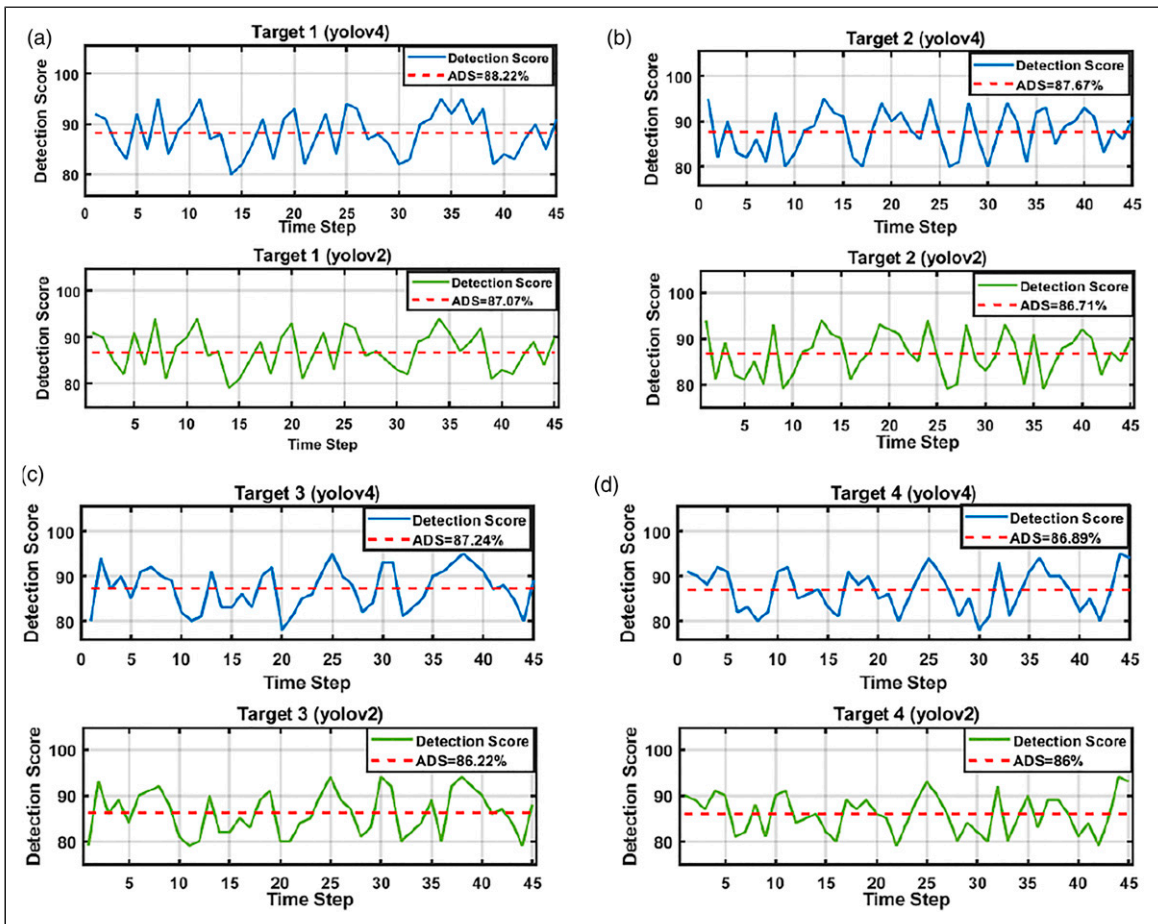 (a)
Target 1 (yolov4)
Detection Score
100
90
80
Detection Score
ADS=88.22%
0 5 10 15 20 25 30 35 40 45
Time Step
Target 1 (yolov2)
Detection Score
100
90
80
Detection Score
ADS=87.07%
0 5 10 15 20 25 30 35 40 45
Time Step
(b)
Target 2 (yolov4)
Detection Score
100
90
80
Detection Score
ADS=87.67%
0 5 10 15 20 25 30 35 40 45
Time Step
Target 2 (yolov2)
Detection Score
100
90
80
Detection Score
ADS=86.71%
0 5 10 15 20 25 30 35 40 45
Time Step
(c)
Target 3 (yolov4)
Detection Score
100
90
80
Detection Score
ADS=87.24%
0 5 10 15 20 25 30 35 40 45
Time Step
Target 3 (yolov2)
Detection Score
100
90
80
Detection Score
ADS=86.22%
5 10 15 20 25 30 35 40 45
Time Step
(d)
Target 4 (yolov4)
Detection Score
100
90
80
Detection Score
ADS=86.89%
0 5 10 15 20 25 30 35 40 45
Time Step
Target 4 (yolov2)
Detection Score
100
90
80
Detection Score
ADS=86%
5 10 15 20 25 30 35 40 45
Time Step